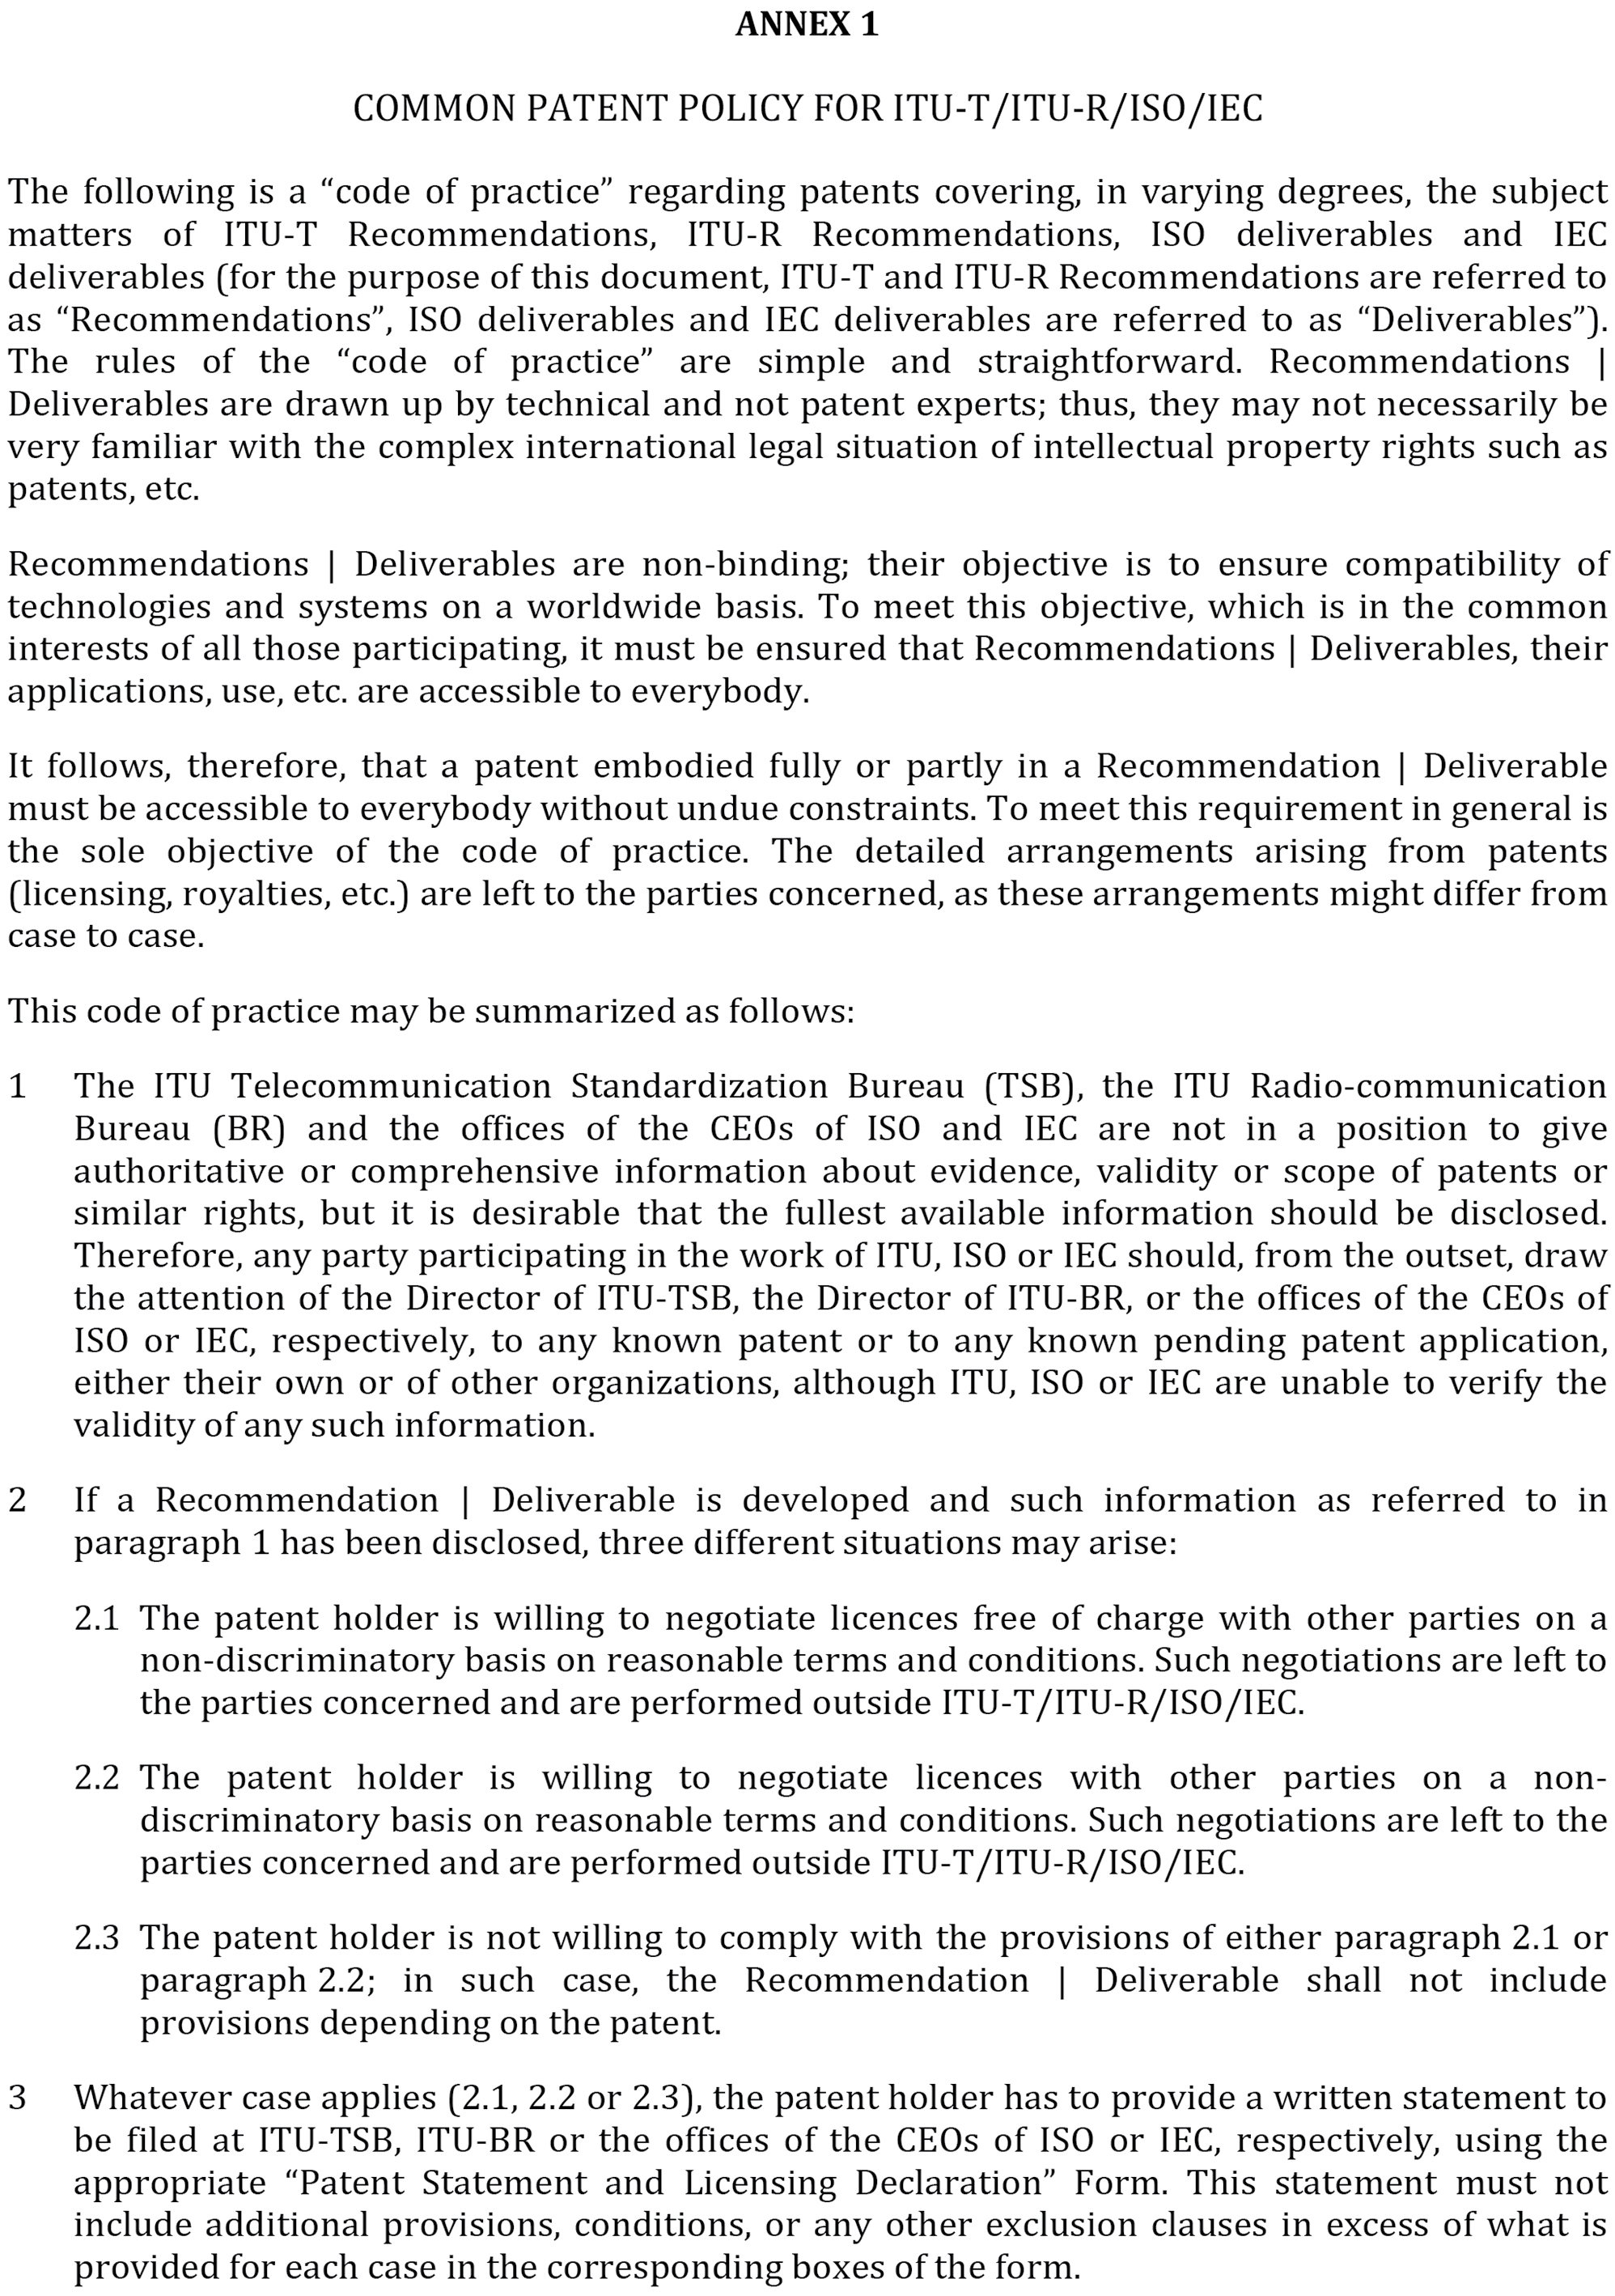 ANNEX 1
COMMON PATENT POLICY FOR ITU-T/ITU-R/ISO/IEC
The following is a “code of practice” regarding patents covering, in varying degrees, the subject
matters of ITU-T Recommendations, ITU-R Recommendations, ISO deliverables and IEC
deliverables (for the purpose of this document, ITU-T and ITU-R Recommendations are referred to
as “Recommendations”, ISO deliverables and IEC deliverables are referred to as “Deliverables”).
The rules of the “code of practice” are simple and straightforward. Recommendations |
Deliverables are drawn up by technical and not patent experts; thus, they may not necessarily be
very familiar with the complex international legal situation of intellectual property rights such as
patents, etc.
Recommendations | Deliverables are non-binding; their objective is to ensure compatibility of
technologies and systems on a worldwide basis. To meet this objective, which is in the common
interests of all those participating, it must be ensured that Recommendations | Deliverables, their
applications, use, etc. are accessible to everybody.
It follows, therefore, that a patent embodied fully or partly in a Recommendation | Deliverable
must be accessible to everybody without undue constraints. To meet this requirement in general is
the sole objective of the code of practice. The detailed arrangements arising from patents
(licensing, royalties, etc.) are left to the parties concerned, as these arrangements might differ from
case to case.
This code of practice may be summarized as follows:
1 The ITU Telecommunication Standardization Bureau (TSB), the ITU Radio-communication
Bureau (BR) and the offices of the CEOs of ISO and IEC are not in a position to give
authoritative or comprehensive information about evidence, validity or scope of patents or
similar rights, but it is desirable that the fullest available information should be disclosed.
Therefore, any party participating in the work of ITU, ISO or IEC should, from the outset, draw
the attention of the Director of ITU-TSB, the Director of ITU-BR, or the offices of the CEOs of
ISO or IEC, respectively, to any known patent or to any known pending patent application,
either their own or of other organizations, although ITU, ISO or IEC are unable to verify the
validity of any such information.
2 If a Recommendation | Deliverable is developed and such information as referred to in
paragraph 1 has been disclosed, three different situations may arise:
2.1 The patent holder is willing to negotiate licences free of charge with other parties on a
non-discriminatory basis on reasonable terms and conditions. Such negotiations are left to
the parties concerned and are performed outside ITU-T/ITU-R/ISO/IEC.
2.2 The patent holder is willing to negotiate licences with other parties on a non-
discriminatory basis on reasonable terms and conditions. Such negotiations are left to the
parties concerned and are performed outside ITU-T/ITU-R/ISO/IEC.
2.3 The patent holder is not willing to comply with the provisions of either paragraph 2.1 or
paragraph 2.2; in such case, the Recommendation | Deliverable shall not include
provisions depending on the patent.
3 Whatever case applies (2.1, 2.2 or 2.3), the patent holder has to provide a written statement to
be filed at ITU-TSB, ITU-BR or the offices of the CEOs of ISO or IEC, respectively, using the
appropriate “Patent Statement and Licensing Declaration” Form. This statement must not
include additional provisions, conditions, or any other exclusion clauses in excess of what is
provided for each case in the corresponding boxes of the form.